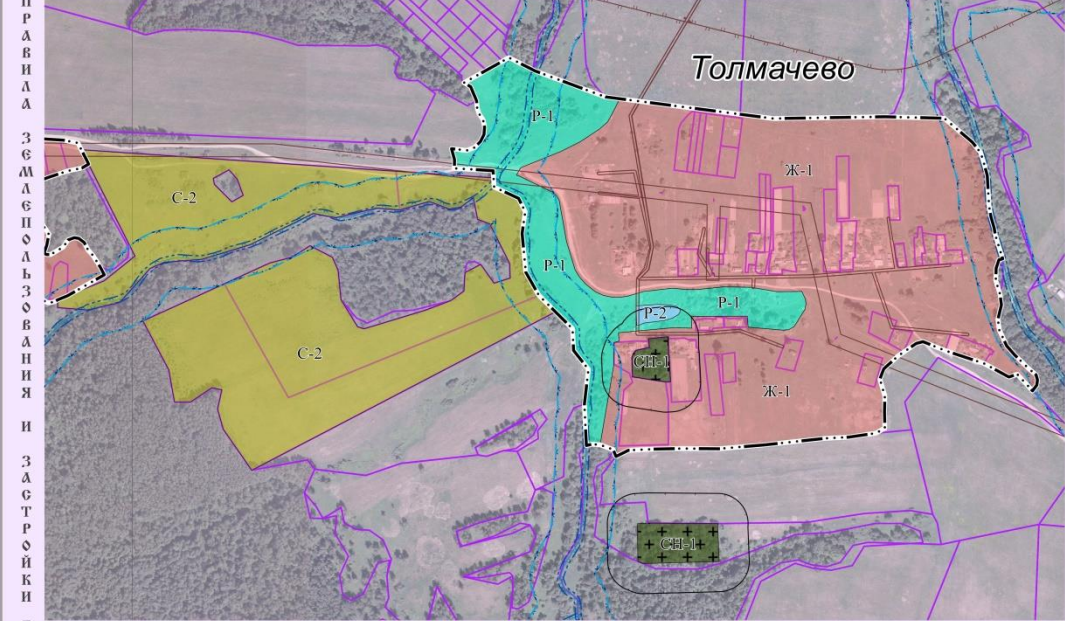 ПРАВИЛА ЗЕМЛЕПОЛЬЗОВАНИЯ И ЗАСТРОЙКИ
Толмачево
Р-1
Ж-1
С-2
Р-1
Р-1
Р-2
С-2
СН-1
Ж-1
СН-1